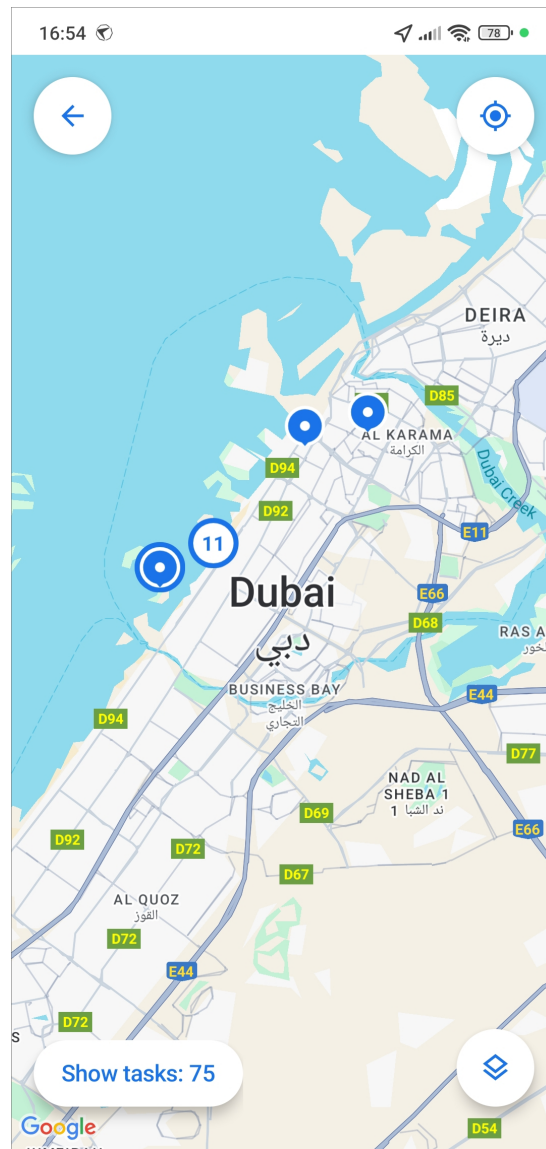 16:54
78
DEIRA
ديرة
D85
AL KARAMA
الكرامة
D94
Dubai Creek
D92
E11
11
Dubai
دبي
E66
D68
RAS A
لخور
BUSINESS BAY
الخليج
التجاري
E44
D94
D77
NAD AL
SHEBA 1
ند الشبا 1
D69
E66
D92
D72
D67
AL QUOZ
القوز
D72
E44
D72
S
Show tasks: 75
Google
D54